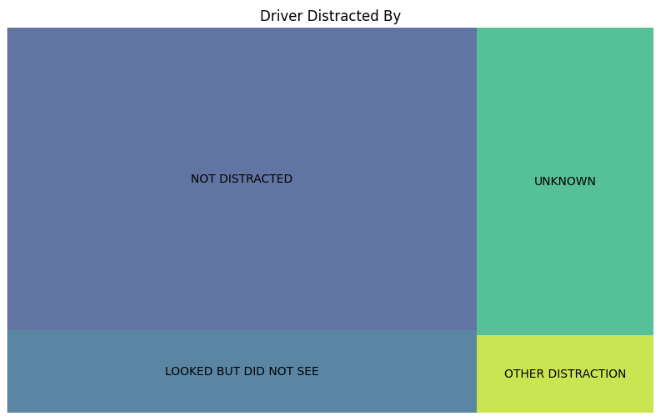 Driver Distracted By
NOT DISTRACTED
UNKNOWN
LOOKED BUT DID NOT SEE
OTHER DISTRACTION